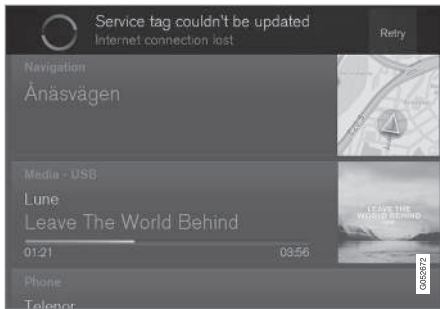 Service tag couldn't be updated
Internet connection lost
Retry
Navigation
Ånäsvägen
Media - USB
Lune
Leave The World Behind
01:21
03:56
LEAVE THE
WORLD BEHIND
Phone
Telenor
G052672